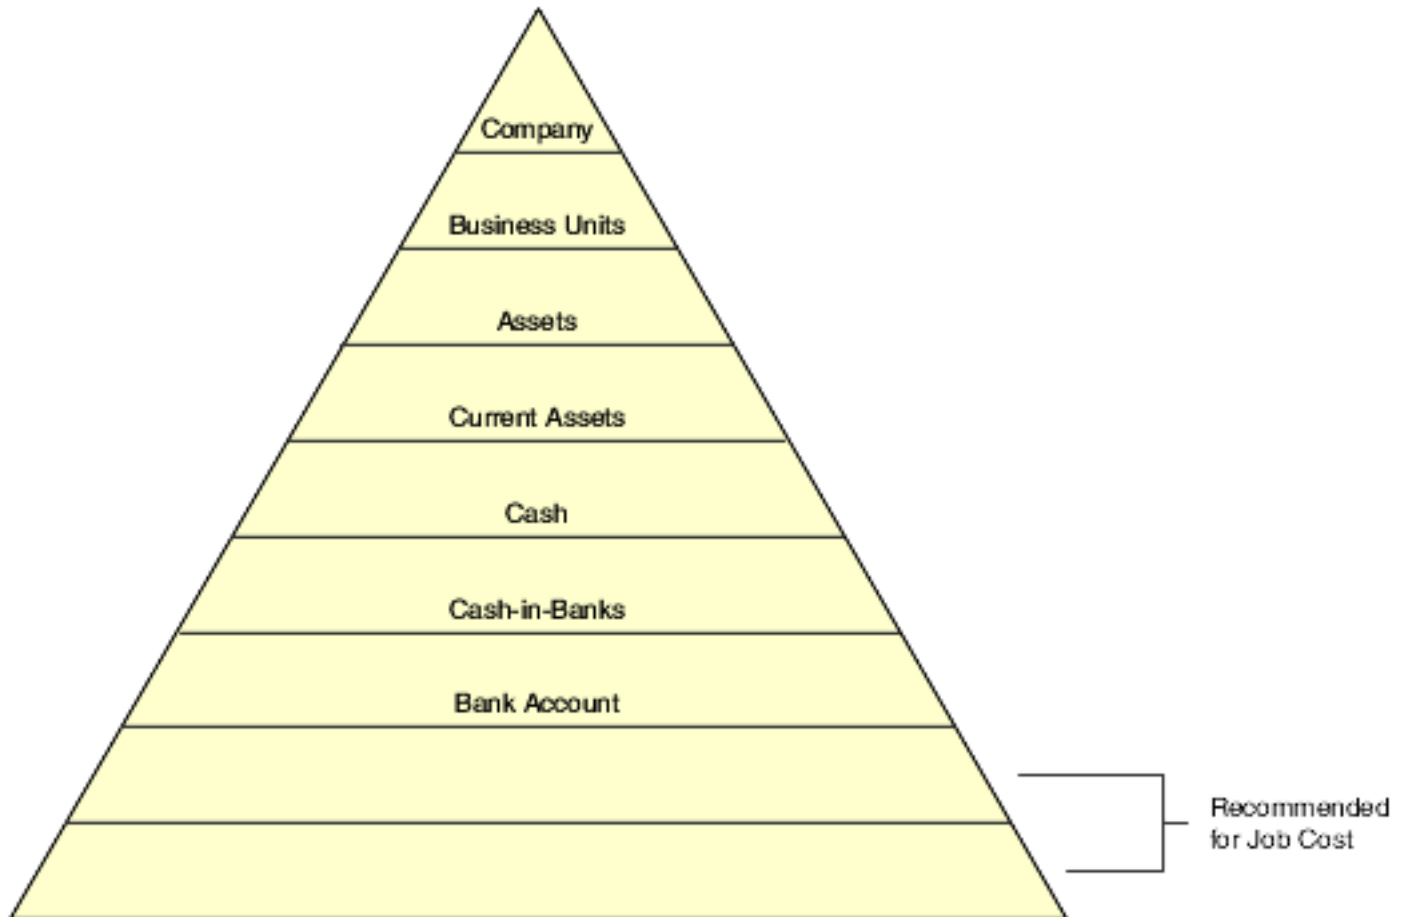 Company
Business Units
Assets
Current Assets
Cash
Cash-in-Banks
Bank Account
Recommended
for Job Cost